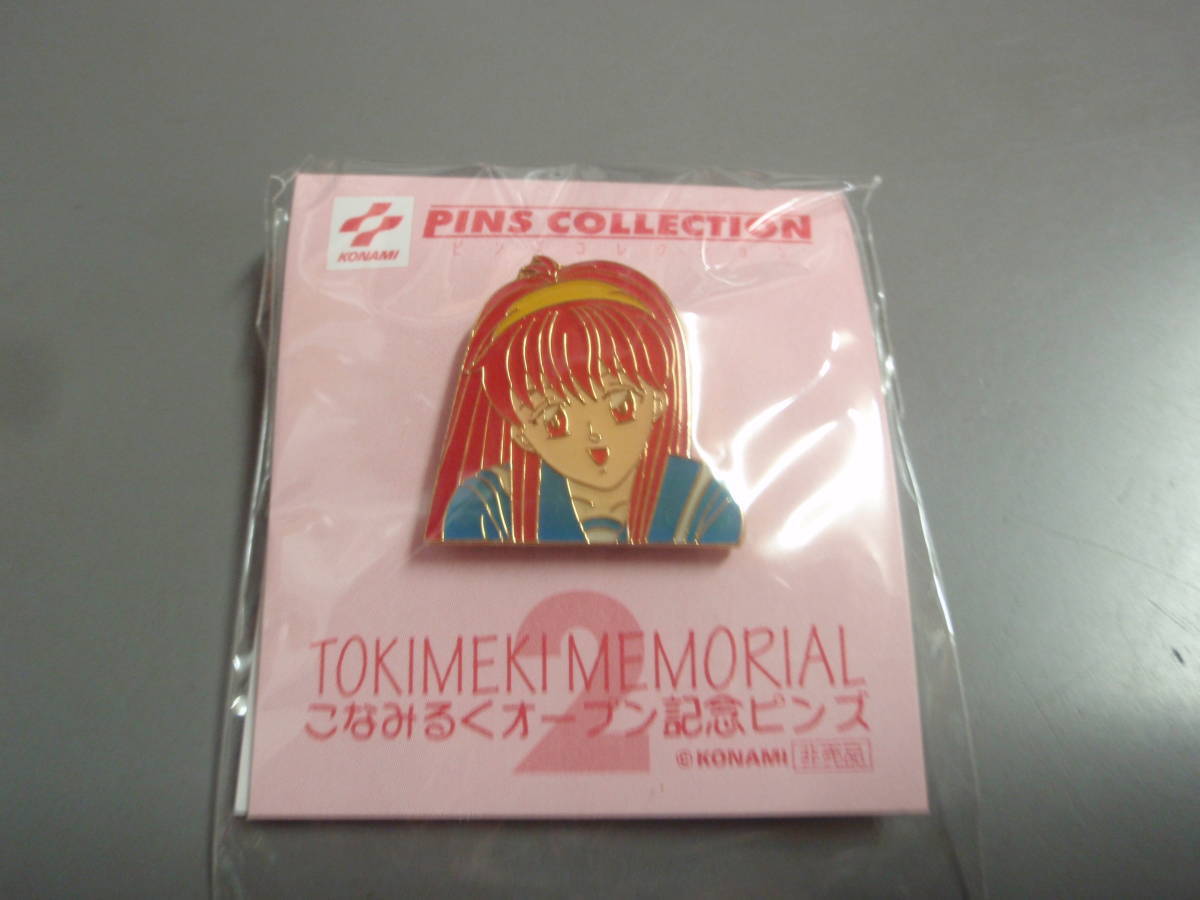 KONAMI
PINS COLLECTION
ピンズコレクション
2
TOKIMEKI MEMORIAL
こなみるくオープン記念ピンズ
©KONAMI 非売品